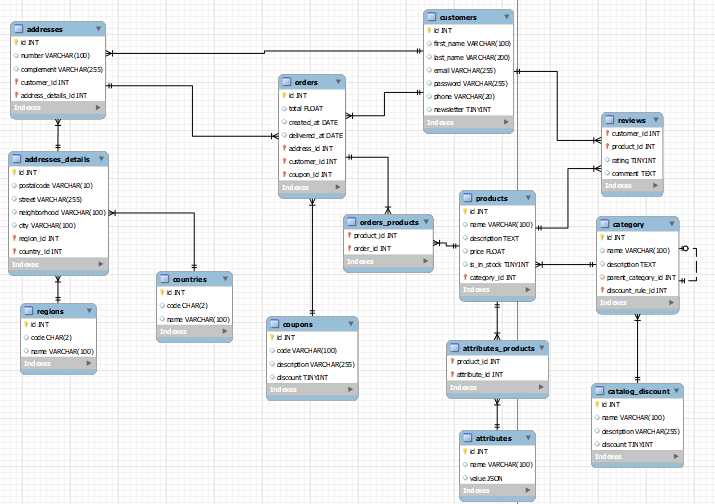 addresses
id INT
number VARCHAR(100)
complement VARCHAR(255)
customer_id INT
address_details_id INT
Indexes
addresses_details
id INT
postalcode VARCHAR(10)
street VARCHAR(255)
neighborhood VARCHAR(100)
city VARCHAR(100)
region_id INT
country_id INT
Indexes
regions
id INT
code CHAR(2)
name VARCHAR(100)
Indexes
countries
id INT
code CHAR(2)
name VARCHAR(100)
Indexes
orders
id INT
total FLOAT
created_at DATE
delivered_at DATE
address_id INT
customer_id INT
coupon_id INT
Indexes
coupons
id INT
code VARCHAR(100)
description VARCHAR(255)
discount TINYINT
Indexes
orders_products
product_id INT
order_id INT
Indexes
customers
id INT
first_name VARCHAR(100)
last_name VARCHAR(200)
email VARCHAR(255)
password VARCHAR(255)
phone VARCHAR(20)
newsletter TINYINT
Indexes
products
id INT
name VARCHAR(100)
description TEXT
price FLOAT
is_in_stock TINYINT
category_id INT
Indexes
attributes_products
product_id INT
attribute_id INT
Indexes
attributes
id INT
name VARCHAR(100)
value JSON
Indexes
reviews
customer_id INT
product_id INT
rating TINYINT
comment TEXT
Indexes
category
id INT
name VARCHAR(100)
description TEXT
parent_category_id INT
discount_rule_id INT
Indexes
catalog_discount
id INT
name VARCHAR(100)
description VARCHAR(255)
discount TINYINT
Indexes